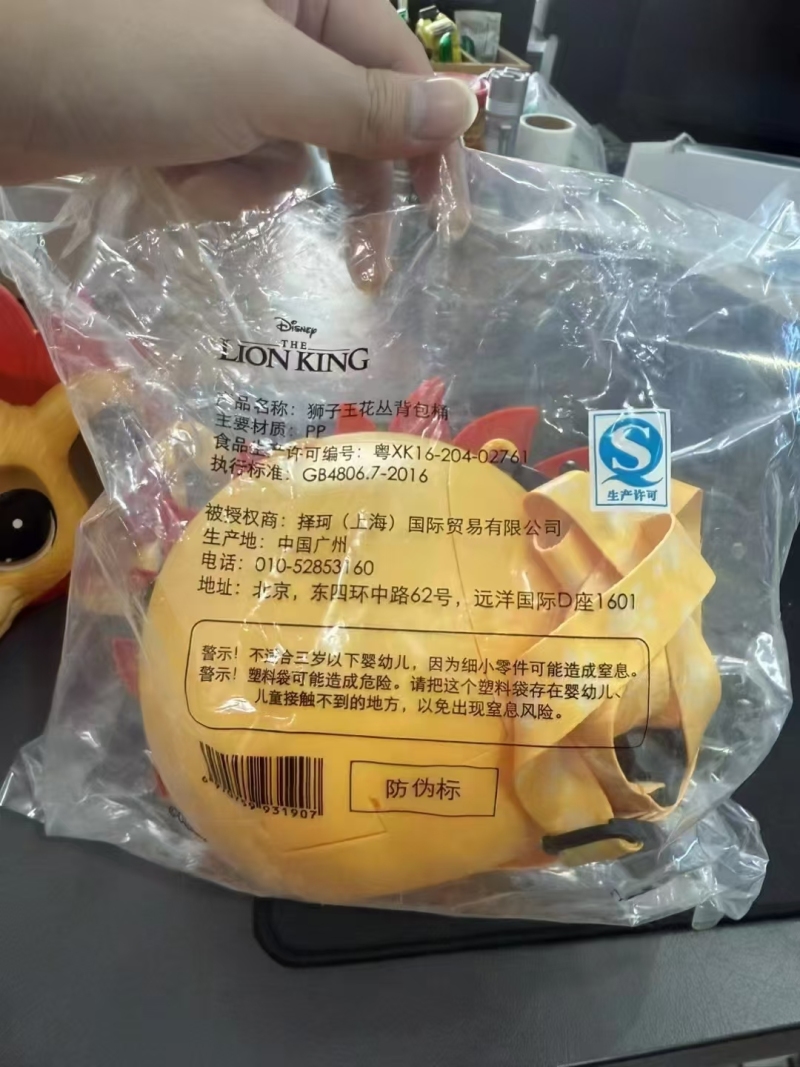 Disney
THE
LION KING
产品名称：狮子王花丛背包桶
主要材质：PP
食品生产许可编号：粤XK16-204-02761
执行标准：GB4806.7-2016
生产许可
被授权商：择珂（上海）国际贸易有限公司
生产地：中国广州
电话：010-52853160
地址：北京，东四环中路62号，远洋国际D座1601
警示！不适合三岁以下婴幼儿，因为细小零件可能造成窒息。
警示！塑料袋可能造成危险。请把这个塑料袋存在婴幼儿、
儿童接触不到的地方，以免出现窒息风险。
931907
防伪标